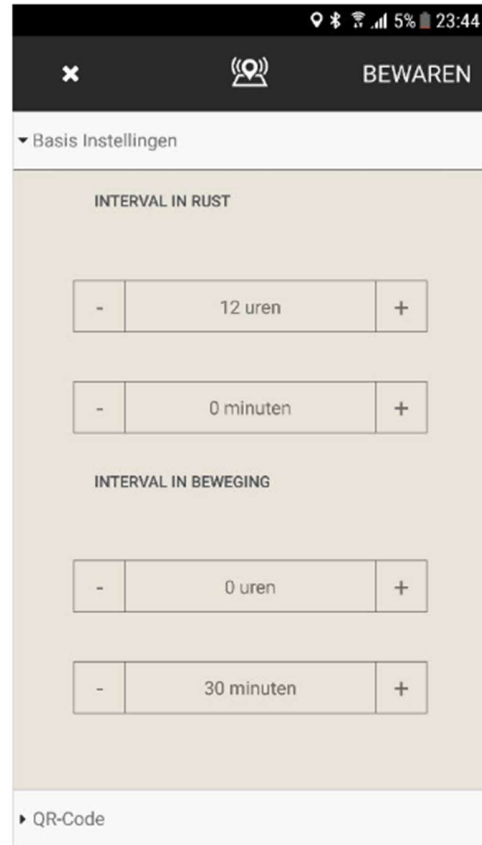 5% 23:44
BEWAREN
Basis Instellingen
INTERVAL IN RUST
- 12 uren +
- 0 minuten +
INTERVAL IN BEWEGING
- 0 uren +
- 30 minuten +
QR-Code